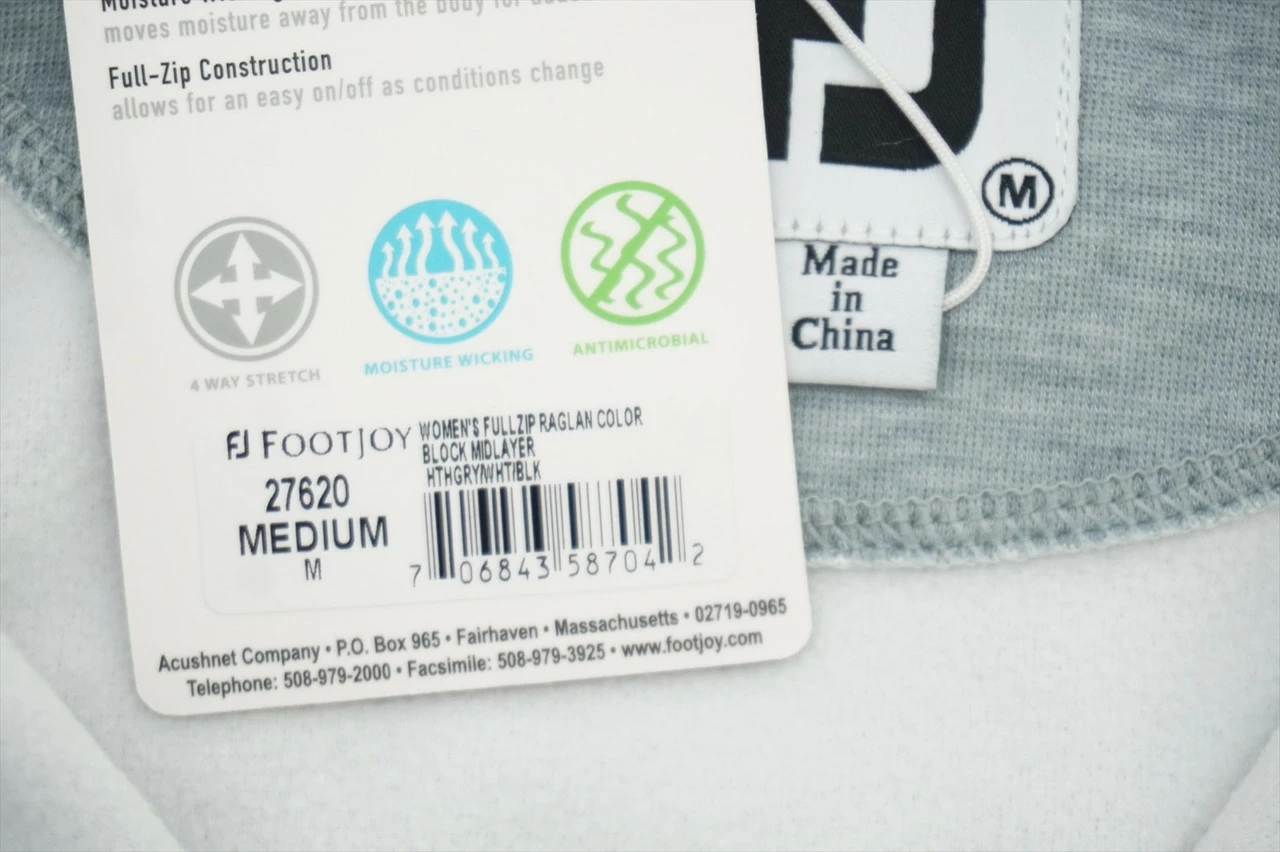 moves moisture away from the body for
Full-Zip Construction
allows for an easy on/off as conditions change
4 WAY STRETCH
MOISTURE WICKING
ANTIMICROBIAL
FJ FOOTJOY
WOMEN'S FULLZIP RAGLAN COLOR
BLOCK MIDLAYER
HTHGRY/WHT/BLK
27620
MEDIUM
M
7 06843 58704 2
Acushnet Company • P.O. Box 965 • Fairhaven • Massachusetts • 02719-0965
Telephone: 508-979-2000 • Facsimile: 508-979-3925 • www.footjoy.com
M
Made
in
China